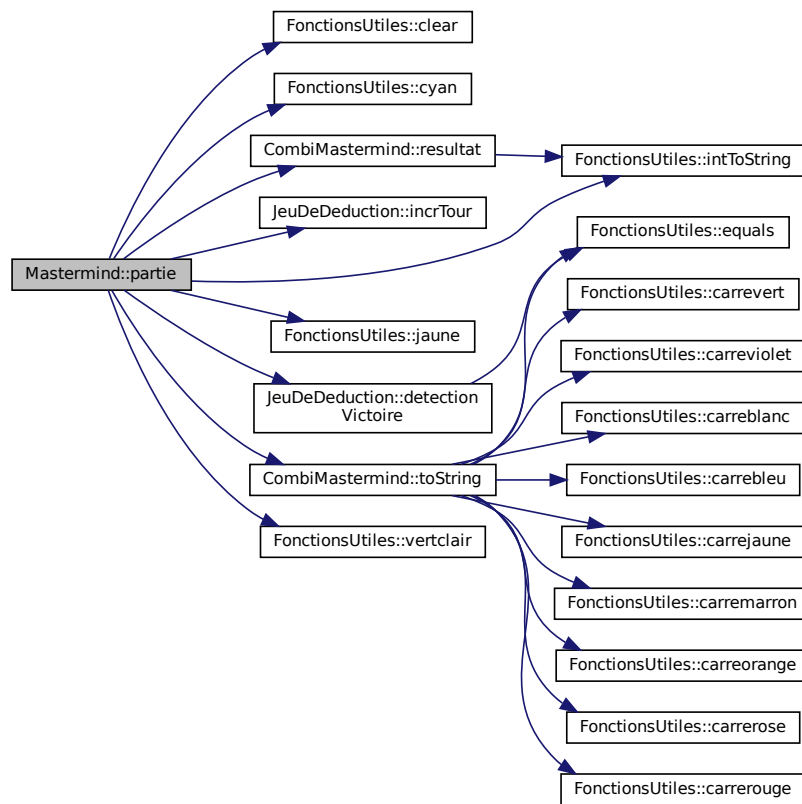 FonctionsUtiles::clear
FonctionsUtiles::cyan
CombiMastermind::resultat
FonctionsUtiles::intToString
JeuDeDeduction::incrTour
FonctionsUtiles::equals
Mastermind::partie
FonctionsUtiles::carrevert
FonctionsUtiles::jaune
FonctionsUtiles::carreviolet
JeuDeDeduction::detection
Victoire
FonctionsUtiles::carreblanc
CombiMastermind::toString
FonctionsUtiles::carrebleu
FonctionsUtiles::vertclair
FonctionsUtiles::carrejaune
FonctionsUtiles::carremarron
FonctionsUtiles::carreorange
FonctionsUtiles::carrerose
FonctionsUtiles::carrerouge